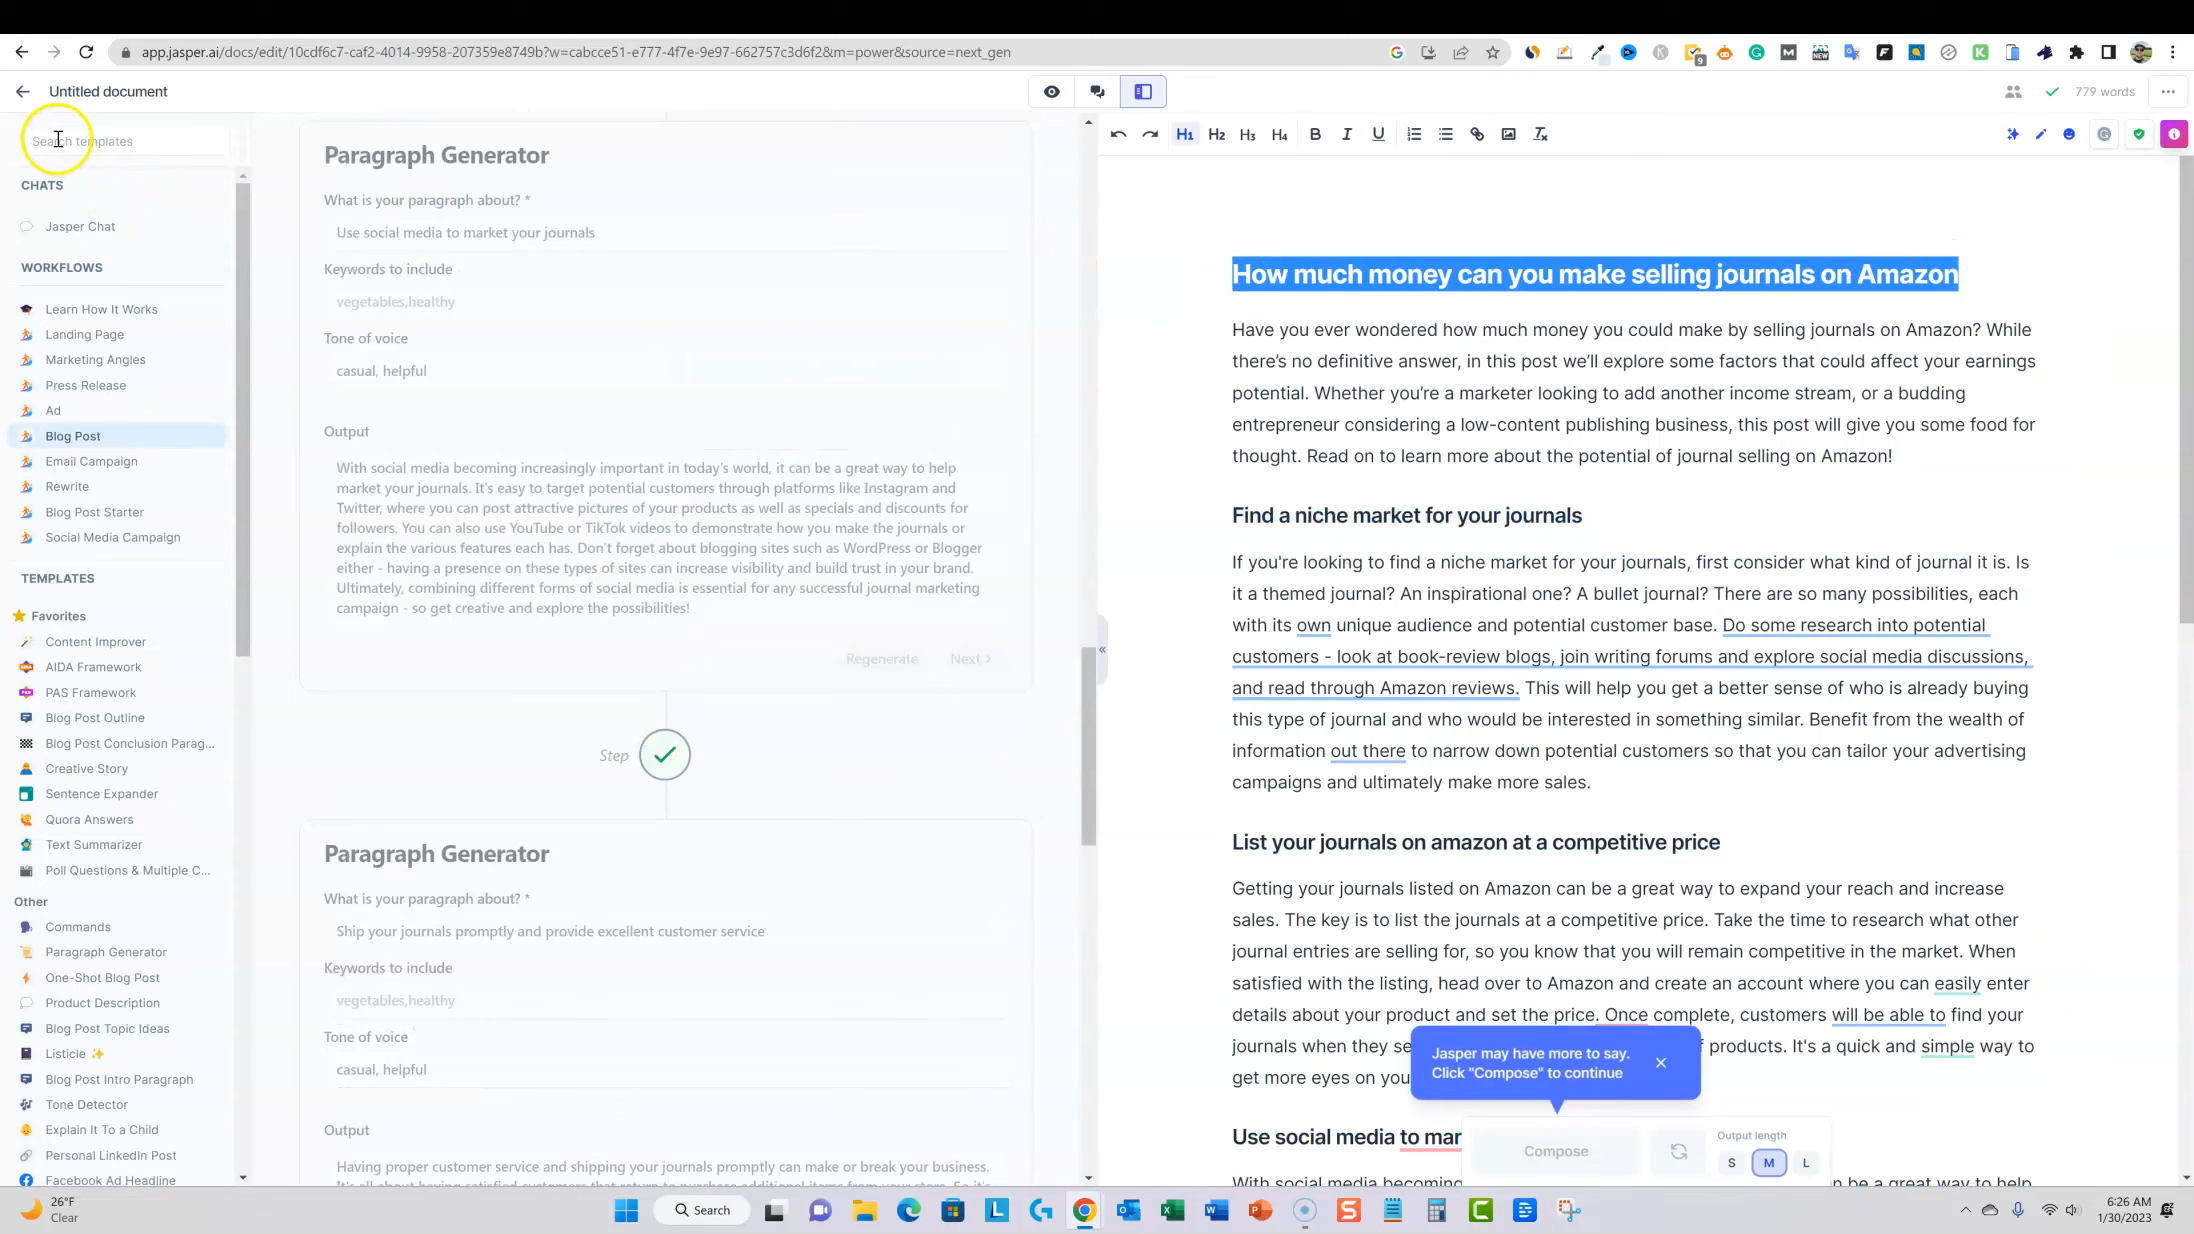 app.jasper.ai/docs/edit/10cdf6c7-caf2-4014-9958-207359e8749b?w=cabcce51-e777-4f7e-9e97-662757c3d6f2&m=power&source=next_gen
Untitled document
779 words
Search templates
CHATS
Jasper Chat
WORKFLOWS
Learn How It Works
Landing Page
Marketing Angles
Press Release
Ad
Blog Post
Email Campaign
Rewrite
Blog Post Starter
Social Media Campaign
TEMPLATES
Favorites
Content Improver
AIDA Framework
PAS Framework
Blog Post Outline
Blog Post Conclusion Parag...
Creative Story
Sentence Expander
Quora Answers
Text Summarizer
Poll Questions & Multiple C...
Other
Commands
Paragraph Generator
One-Shot Blog Post
Product Description
Blog Post Topic Ideas
Listicle ✨
Blog Post Intro Paragraph
Tone Detector
Explain It To a Child
Personal LinkedIn Post
Facebook Ad Headline
Paragraph Generator
What is your paragraph about? *
Use social media to market your journals
Keywords to include
vegetables,healthy
Tone of voice
casual, helpful
Output
With social media becoming increasingly important in today's world, it can be a great way to help
market your journals. It's easy to target potential customers through platforms like Instagram and
Twitter, where you can post attractive pictures of your products as well as specials and discounts for
followers. You can also use YouTube or TikTok videos to demonstrate how you make the journals or
explain the various features each has. Don't forget about blogging sites such as WordPress or Blogger
either - having a presence on these types of sites can increase visibility and build trust in your brand.
Ultimately, combining different forms of social media is essential for any successful journal marketing
campaign - so get creative and explore the possibilities!
Regenerate Next >
Step
Paragraph Generator
What is your paragraph about? *
Ship your journals promptly and provide excellent customer service
Keywords to include
vegetables,healthy
Tone of voice
casual, helpful
Output
Having proper customer service and shipping your journals promptly can make or break your business.
H1 H2 H3 H4 B I U
How much money can you make selling journals on Amazon
Have you ever wondered how much money you could make by selling journals on Amazon? While
there's no definitive answer, in this post we'll explore some factors that could affect your earnings
potential. Whether you're a marketer looking to add another income stream, or a budding
entrepreneur considering a low-content publishing business, this post will give you some food for
thought. Read on to learn more about the potential of journal selling on Amazon!
Find a niche market for your journals
If you're looking to find a niche market for your journals, first consider what kind of journal it is. Is
it a themed journal? An inspirational one? A bullet journal? There are so many possibilities, each
with its own unique audience and potential customer base. Do some research into potential
customers - look at book-review blogs, join writing forums and explore social media discussions,
and read through Amazon reviews. This will help you get a better sense of who is already buying
this type of journal and who would be interested in something similar. Benefit from the wealth of
information out there to narrow down potential customers so that you can tailor your advertising
campaigns and ultimately make more sales.
List your journals on amazon at a competitive price
Getting your journals listed on Amazon can be a great way to expand your reach and increase
sales. The key is to list the journals at a competitive price. Take the time to research what other
journal entries are selling for, so you know that you will remain competitive in the market. When
satisfied with the listing, head over to Amazon and create an account where you can easily enter
details about your product and set the price. Once complete, customers will be able to find your
journals when they se f products. It's a quick and simple way to
get more eyes on you
Jasper may have more to say.
Click "Compose" to continue
Use social media to mar
Compose
Output length
S M L
With social media becoming n be a great way to help
26°F
Clear
Search
6:26 AM
1/30/2023